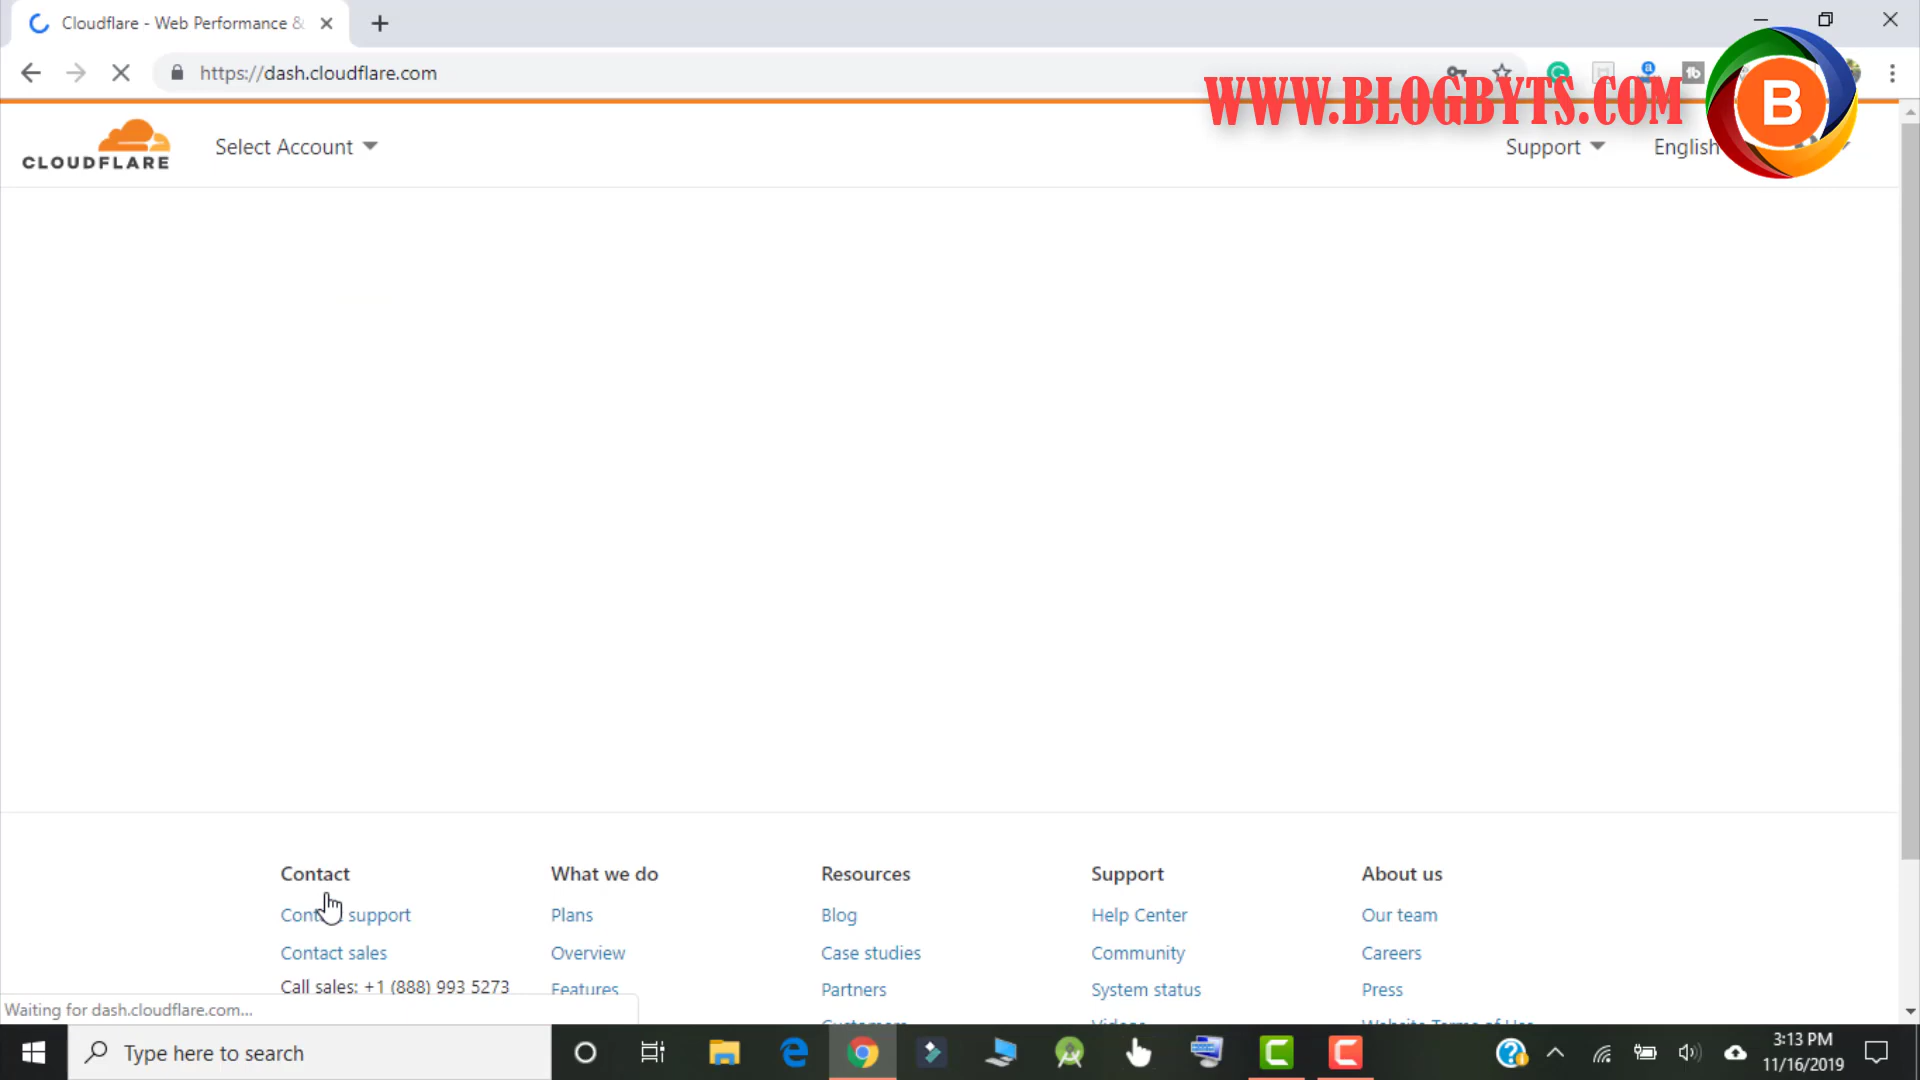 Cloudflare - Web Performance &
https://dash.cloudflare.com
WWW.BLOGBYTS.COM
B
CLOUDFLARE
Select Account
Support
English
Contact
What we do
Resources
Support
About us
support
Plans
Blog
Help Center
Our team
Contact sales
Overview
Case studies
Community
Careers
Call sales: +1 (888) 993 5273
Features
Partners
System status
Press
Waiting for dash.cloudflare.com...
Type here to search
3:13 PM
11/16/2019